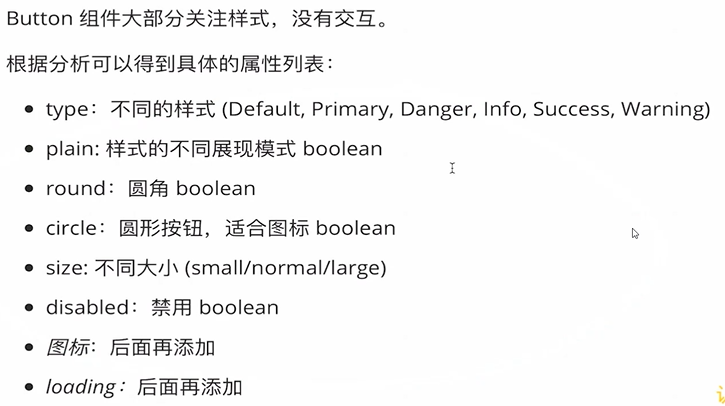 Button 组件大部分关注样式，没有交互。
根据分析可以得到具体的属性列表：
• type：不同的样式 (Default, Primary, Danger, Info, Success, Warning)
• plain: 样式的不同展现模式 boolean
• round：圆角 boolean
• circle：圆形按钮，适合图标 boolean
• size: 不同大小 (small/normal/large)
• disabled：禁用 boolean
• 图标：后面再添加
• loading：后面再添加